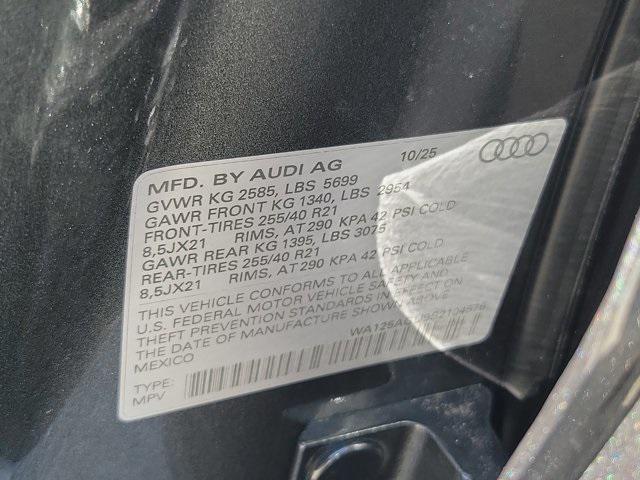 MFD. BY AUDI AG 10/25
GVWR KG 2585, LBS 5699
GAWR FRONT KG 1340, LBS 2954
FRONT-TIRES 255/40 R21
8,5JX21 RIMS, AT 290 KPA 42 PSI COLD
GAWR REAR KG 1395, LBS 3075
REAR-TIRES 255/40 R21
8,5JX21 RIMS, AT 290 KPA 42 PSI COLD
THIS VEHICLE CONFORMS TO ALL APPLICABLE
U.S. FEDERAL MOTOR VEHICLE SAFETY AND
THEFT PREVENTION STANDARDS IN EFFECT ON
THE DATE OF MANUFACTURE SHOWN ABOVE.
MEXICO
TYPE:
MPV